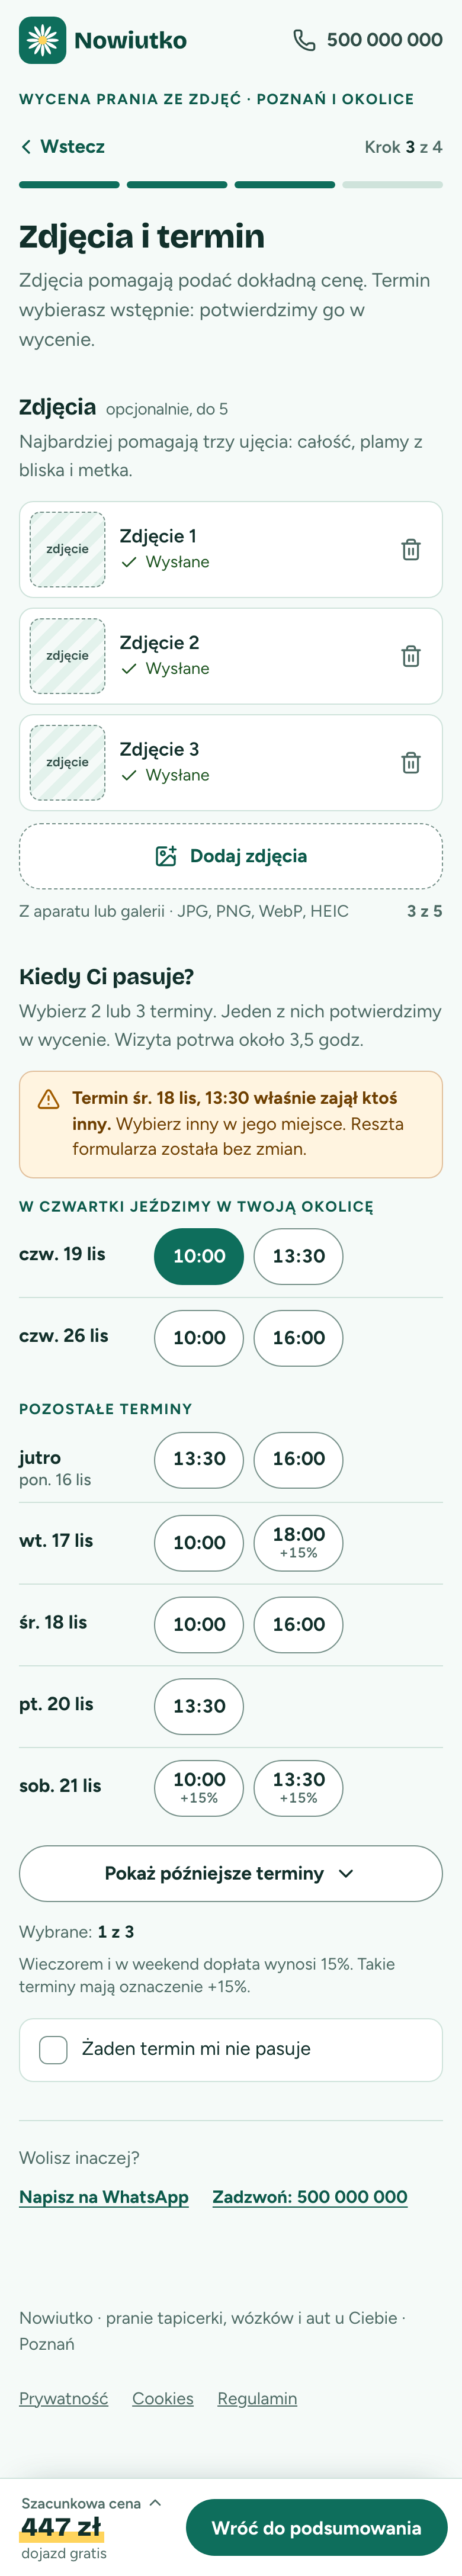 Nowiutko
500 000 000
WYCENA PRANIA ZE ZDJĘĆ · POZNAŃ I OKOLICE
Wstecz
Krok 3 z 4
Zdjęcia i termin
Zdjęcia pomagają podać dokładną cenę. Termin
wybierasz wstępnie: potwierdzimy go w
wycenie.
Zdjęcia opcjonalnie, do 5
Najbardziej pomagają trzy ujęcia: całość, plamy z
bliska i metka.
zdjęcie
Zdjęcie 1
Wysłane
zdjęcie
Zdjęcie 2
Wysłane
zdjęcie
Zdjęcie 3
Wysłane
Dodaj zdjęcia
Z aparatu lub galerii · JPG, PNG, WebP, HEIC
3 z 5
Kiedy Ci pasuje?
Wybierz 2 lub 3 terminy. Jeden z nich potwierdzimy
w wycenie. Wizyta potrwa około 3,5 godz.
Termin śr. 18 lis, 13:30 właśnie zajął ktoś
inny. Wybierz inny w jego miejsce. Reszta
formularza została bez zmian.
W CZWARTKI JEŹDZIMY W TWOJĄ OKOLICĘ
czw. 19 lis
10:00
13:30
czw. 26 lis
10:00
16:00
POZOSTAŁE TERMINY
jutro
pon. 16 lis
13:30
16:00
wt. 17 lis
10:00
18:00
+15%
śr. 18 lis
10:00
16:00
pt. 20 lis
13:30
sob. 21 lis
10:00
+15%
13:30
+15%
Pokaż późniejsze terminy
Wybrane: 1 z 3
Wieczorem i w weekend dopłata wynosi 15%. Takie
terminy mają oznaczenie +15%.
Żaden termin mi nie pasuje
Wolisz inaczej?
Napisz na WhatsApp
Zadzwoń: 500 000 000
Nowiutko · pranie tapicerki, wózków i aut u Ciebie ·
Poznań
Prywatność
Cookies
Regulamin
Szacunkowa cena
447 zł
dojazd gratis
Wróć do podsumowania